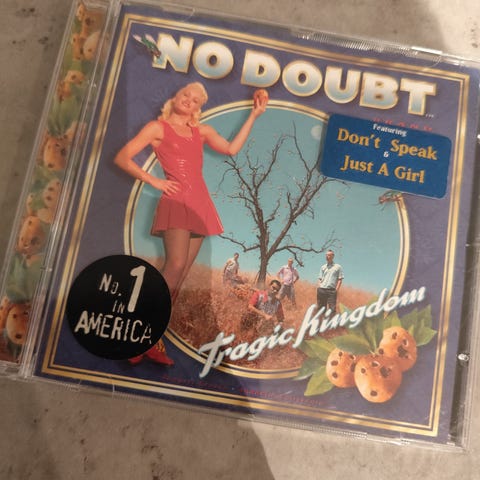 NO DOUBT
Featuring
Don't Speak
&
Just A Girl
No. 1
IN
AMERICA
Tragic Kingdom